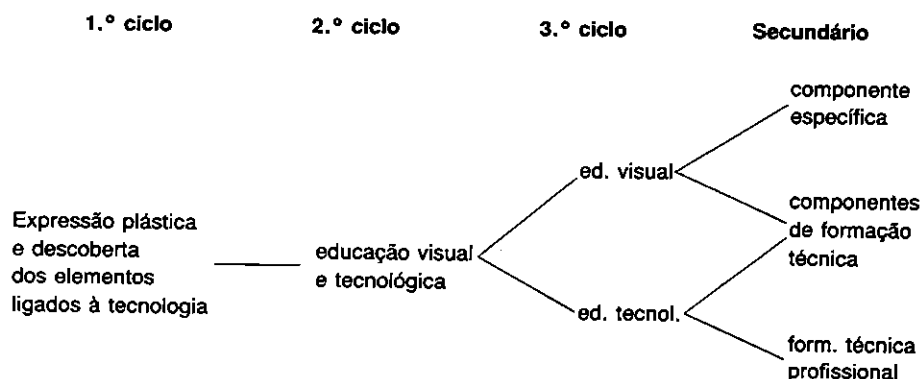 1.º ciclo
2.º ciclo
3.º ciclo
Secundário
Expressão plástica
e descoberta
dos elementos
ligados à tecnologia
educação visual
e tecnológica
ed. visual
ed. tecnol.
componente
específica
componentes
de formação
técnica
form. técnica
profissional